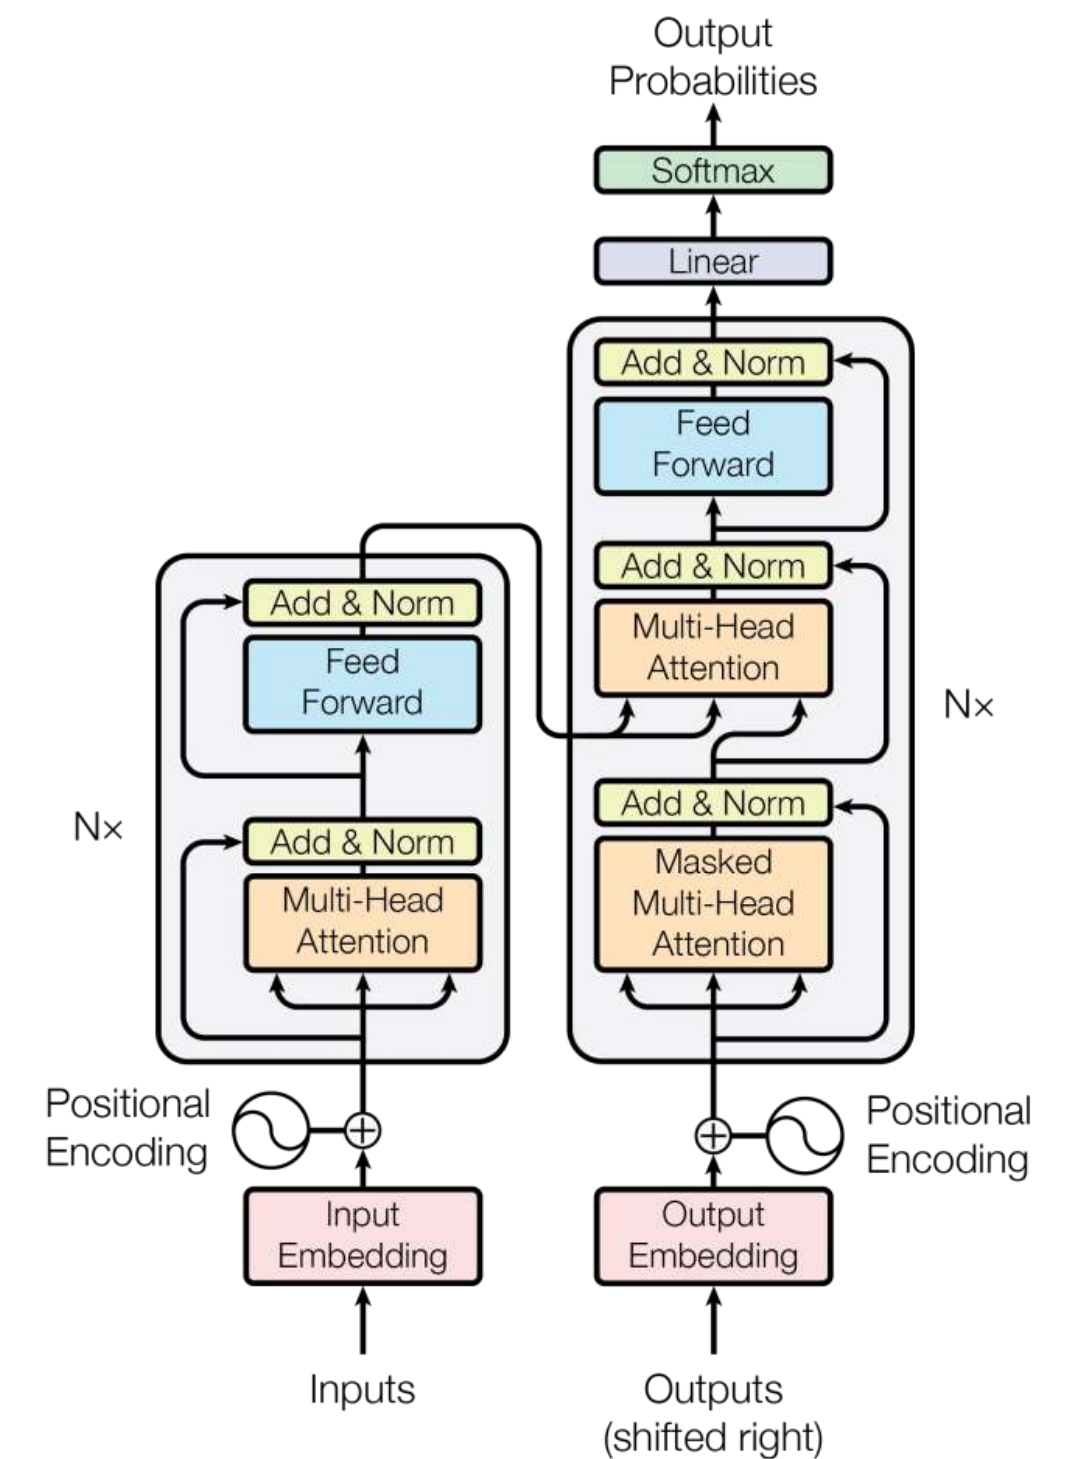 Output
Probabilities
Softmax
Linear
Add & Norm
Feed
Forward
Add & Norm
Multi-Head
Attention
N×
Add & Norm
Masked
Multi-Head
Attention
Add & Norm
Feed
Forward
N×
Add & Norm
Multi-Head
Attention
Positional
Encoding
Positional
Encoding
Input
Embedding
Output
Embedding
Inputs
Outputs
(shifted right)